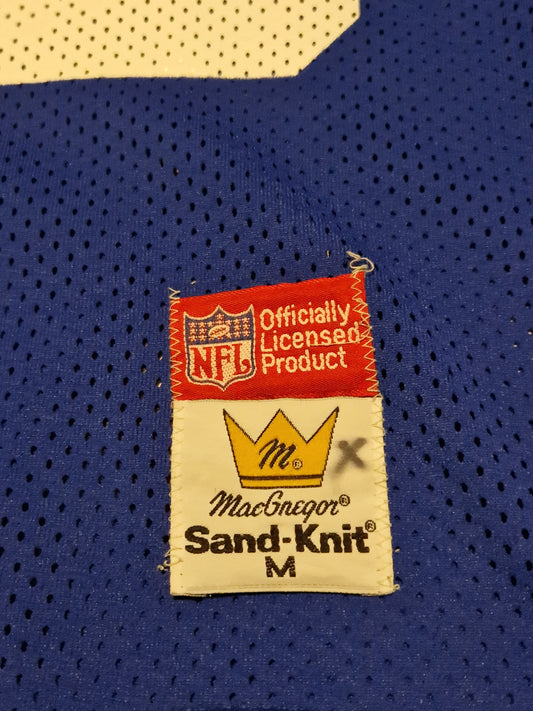 NFL
Officially
Licensed
Product
M®
X
MacGregor®
Sand-Knit®
M